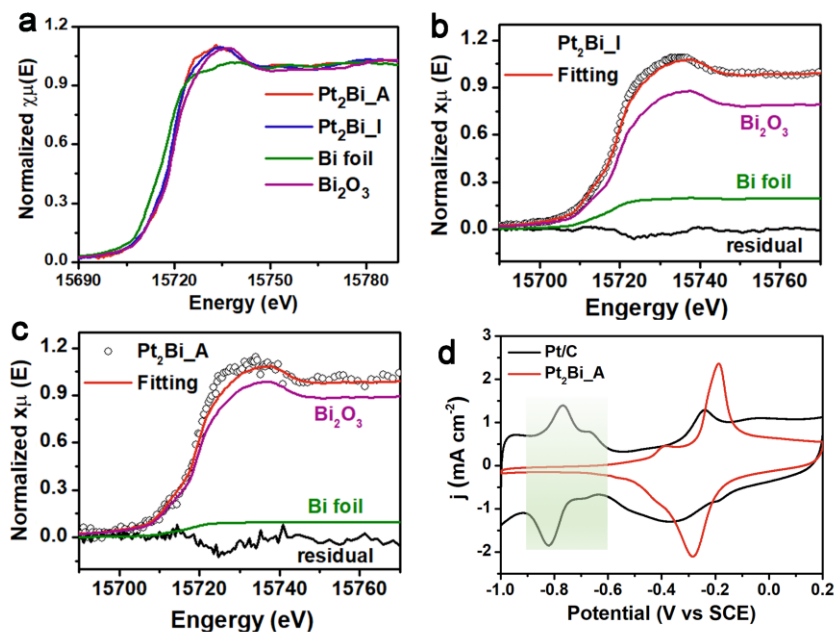 a
Normalized χμ(E)
1.2
0.9
0.6
0.3
0.0
Pt₂Bi_A
Pt₂Bi_I
Bi foil
Bi₂O₃
15690 15720 15750 15780
Energy (eV)
b
Normalized xμ (E)
1.2
0.9
0.6
0.3
0.0
Pt₂Bi_I
Fitting
Bi₂O₃
Bi foil
residual
15700 15720 15740 15760
Engergy (eV)
c
Normalized xμ (E)
1.2
0.9
0.6
0.3
0.0
Pt₂Bi_A
Fitting
Bi₂O₃
Bi foil
residual
15700 15720 15740 15760
Engergy (eV)
d
j (mA cm⁻²)
3
2
1
0
-1
-2
Pt/C
Pt₂Bi_A
-1.0 -0.8 -0.6 -0.4 -0.2 0.0 0.2
Potential (V vs SCE)